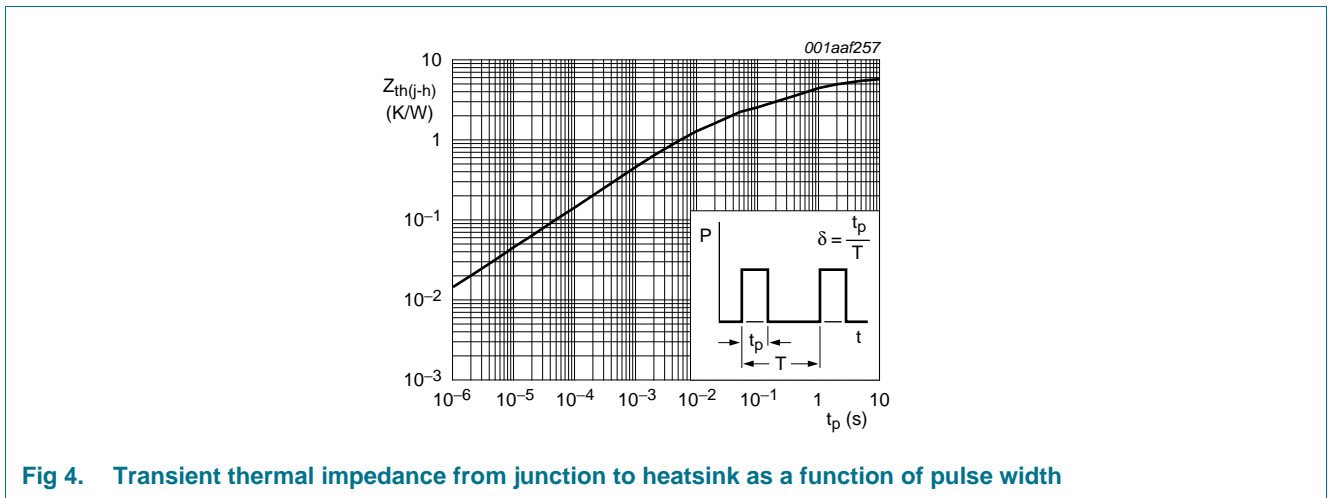 001aaf257
10
Z_th(j-h)
(K/W)
1
10^−1
10^−2
10^−3
P
δ = t_p / T
t_p
t
T
10^−6 10^−5 10^−4 10^−3 10^−2 10^−1 1 10
t_p (s)
Fig 4. Transient thermal impedance from junction to heatsink as a function of pulse width